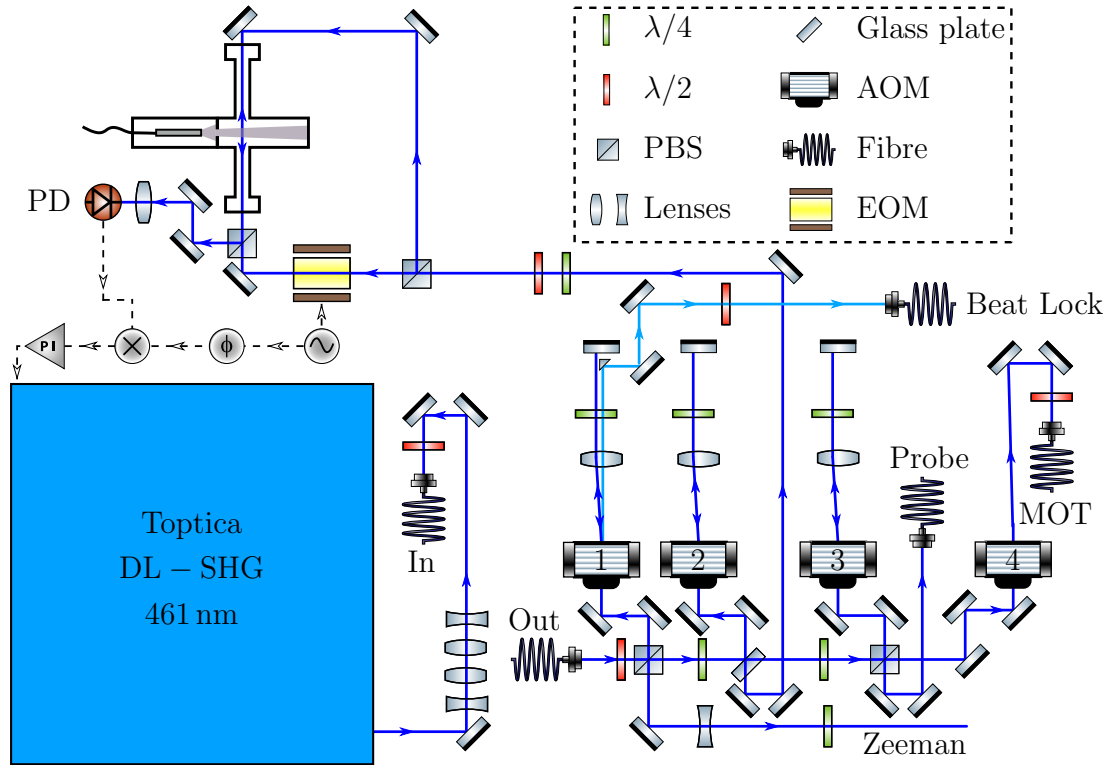 λ/4
Glass plate
λ/2
AOM
PBS
Fibre
Lenses
EOM
PD
Beat Lock
PI
ϕ
Toptica
DL – SHG
461 nm
In
Out
1
2
3
4
Probe
MOT
Zeeman